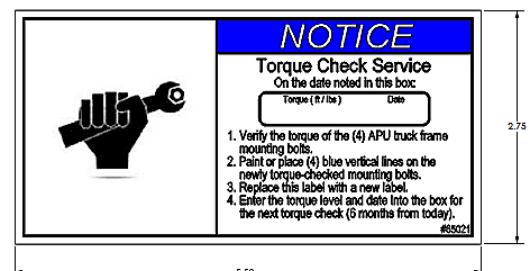 NOTICE
Torque Check Service
On the date noted in this box:
Torque ( ft / lbs ) Date
1. Verify the torque of the (4) APU truck frame
mounting bolts.
2. Paint or place (4) blue vertical lines on the
newly torque-checked mounting bolts.
3. Replace this label with a new label.
4. Enter the torque level and date into the box for
the next torque check (6 months from today).
#65021
2.75